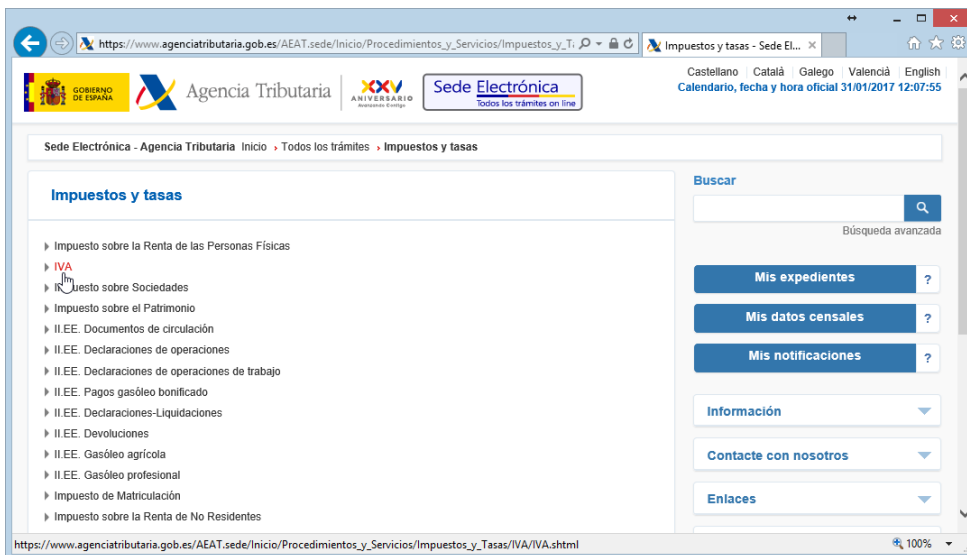 https://www.agenciatributaria.gob.es/AEAT.sede/Inicio/Procedimientos_y_Servicios/Impuestos_y_T
Impuestos y tasas - Sede El...
GOBIERNO
DE ESPAÑA
Agencia Tributaria
XXV
ANIVERSARIO
Avanzando Contigo
Sede Electrónica
Todos los trámites on line
Castellano Català Galego Valencià English
Calendario, fecha y hora oficial 31/01/2017 12:07:55
Sede Electrónica - Agencia Tributaria Inicio › Todos los trámites › Impuestos y tasas
Impuestos y tasas
Impuesto sobre la Renta de las Personas Físicas
IVA
Impuesto sobre Sociedades
Impuesto sobre el Patrimonio
II.EE. Documentos de circulación
II.EE. Declaraciones de operaciones
II.EE. Declaraciones de operaciones de trabajo
II.EE. Pagos gasóleo bonificado
II.EE. Declaraciones-Liquidaciones
II.EE. Devoluciones
II.EE. Gasóleo agrícola
II.EE. Gasóleo profesional
Impuesto de Matriculación
Impuesto sobre la Renta de No Residentes
Buscar
Búsqueda avanzada
Mis expedientes ?
Mis datos censales ?
Mis notificaciones ?
Información
Contacte con nosotros
Enlaces
https://www.agenciatributaria.gob.es/AEAT.sede/Inicio/Procedimientos_y_Servicios/Impuestos_y_Tasas/IVA/IVA.shtml
100%